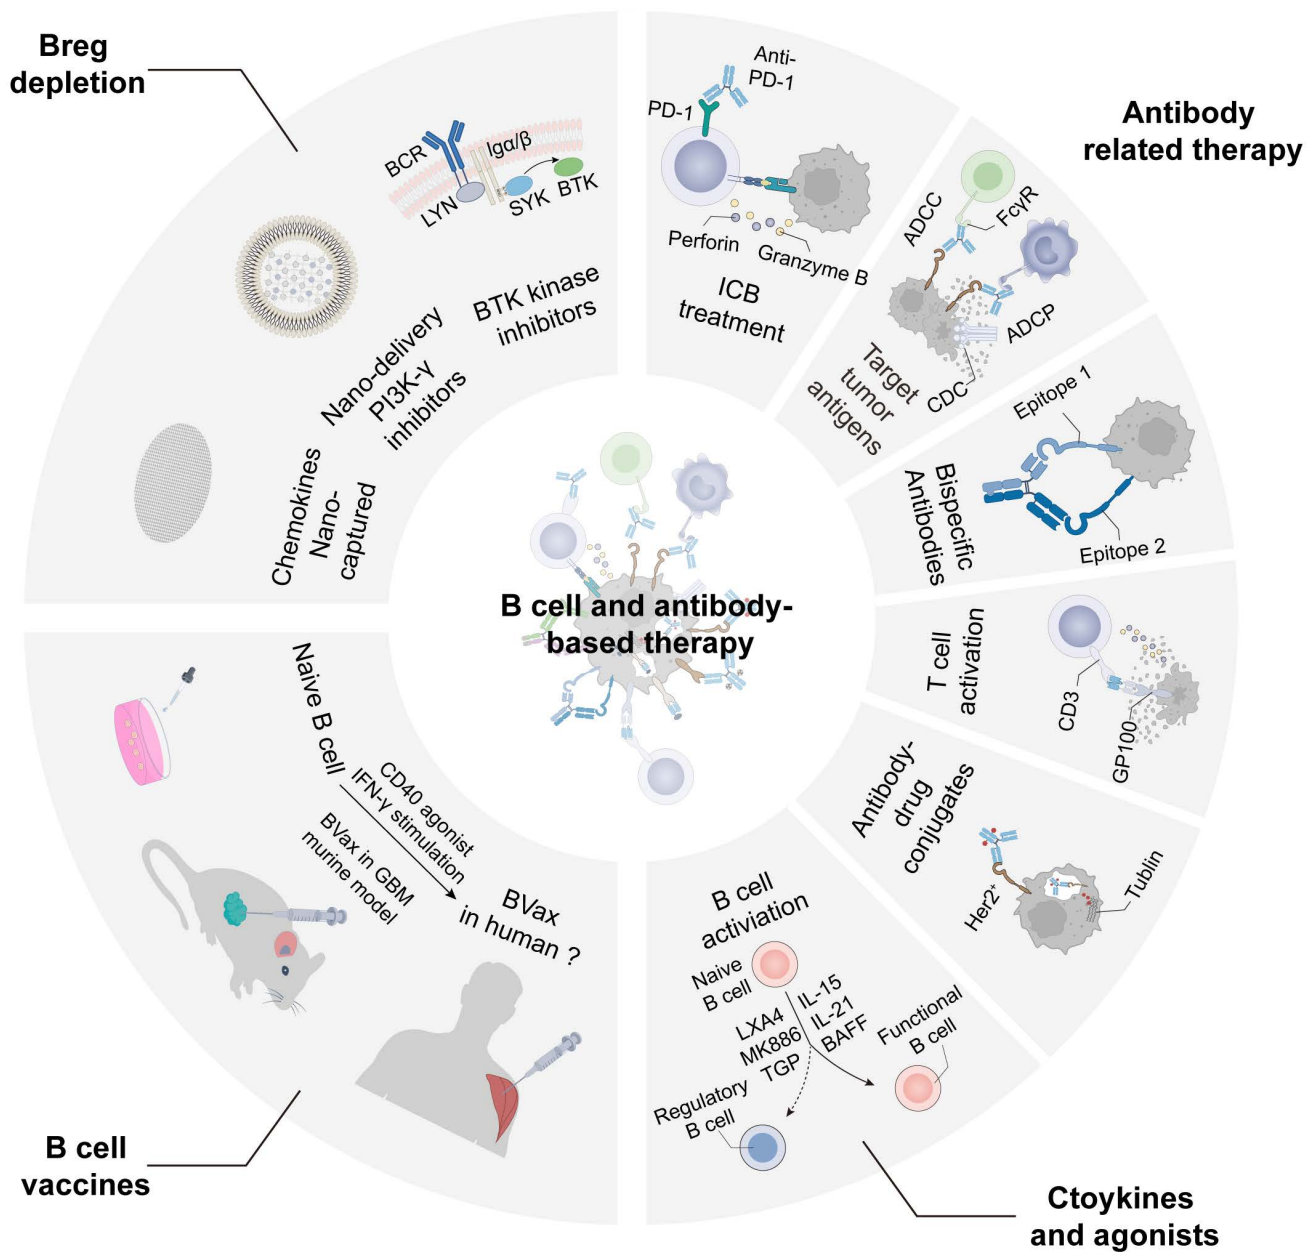 Breg
depletion
BCR
LYN
Igα/β
SYK
BTK
BTK kinase
inhibitors
Nano-delivery
PI3K-γ
inhibitors
Chemokines
Nano-
captured
Anti-
PD-1
PD-1
Perforin
Granzyme B
ICB
treatment
Antibody
related therapy
ADCC
FcγR
ADCP
CDC
Target
tumor
antigens
Epitope 1
Epitope 2
Bispecific
Antibodies
T cell
activation
CD3
GP100
Antibody-
drug
conjugates
Her2⁺
Tublin
B cell and antibody-
based therapy
Naive B cell
CD40 agonist
IFN-γ stimulation
BVax in GBM
murine model
BVax
in human ?
B cell
vaccines
B cell
activiation
Naive
B cell
IL-15
IL-21
BAFF
LXA4
MK886
TGP
Functional
B cell
Regulatory
B cell
Ctoykines
and agonists